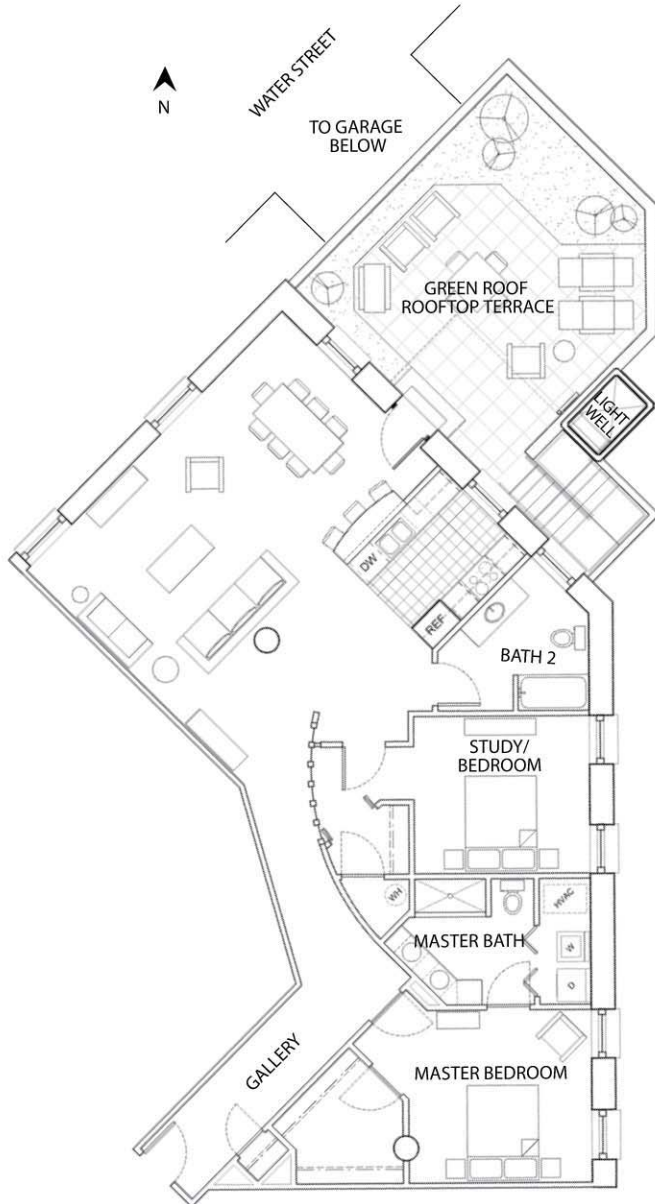 WATER STREET
N
TO GARAGE
BELOW
GREEN ROOF
ROOFTOP TERRACE
LIGHT
WELL
DW
REF
BATH 2
STUDY/
BEDROOM
WH
HVAC
MASTER BATH
W
D
GALLERY
MASTER BEDROOM